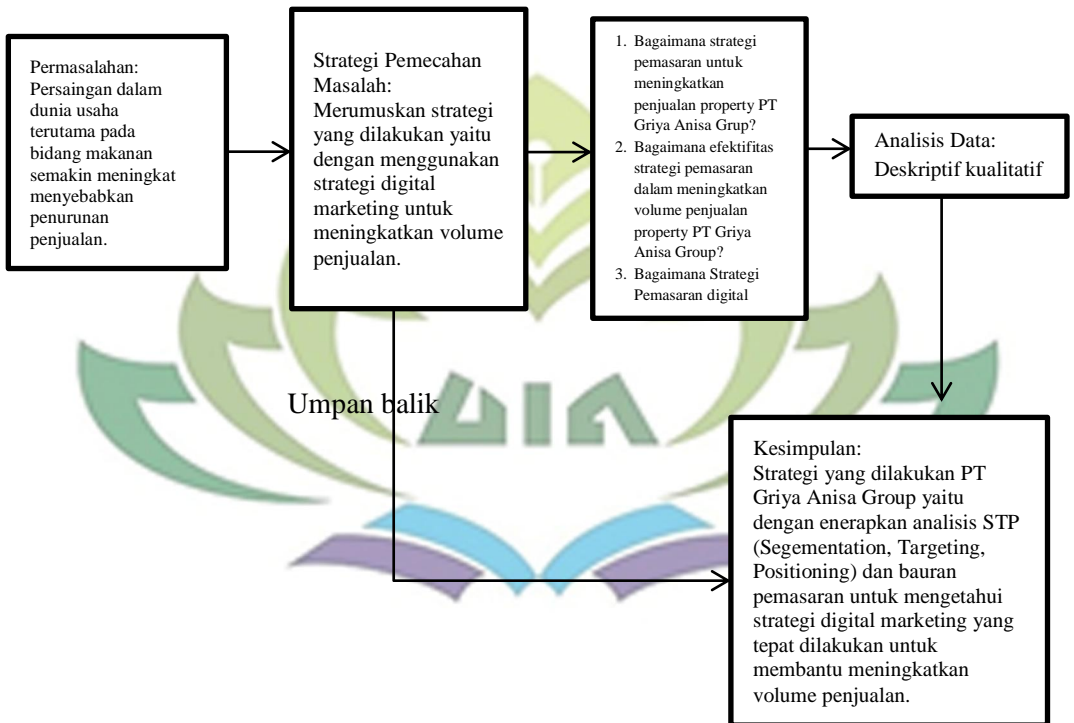 Permasalahan:
Persaingan dalam
dunia usaha
terutama pada
bidang makanan
semakin meningkat
menyebabkan
penurunan
penjualan.
Strategi Pemecahan
Masalah:
Merumuskan strategi
yang dilakukan yaitu
dengan menggunakan
strategi digital
marketing untuk
meningkatkan volume
penjualan.
1. Bagaimana strategi
pemasaran untuk
meningkatkan
penjualan property PT
Griya Anisa Grup?
2. Bagaimana efektifitas
strategi pemasaran
dalam meningkatkan
volume penjualan
property PT Griya
Anisa Group?
3. Bagaimana Strategi
Pemasaran digital
Analisis Data:
Deskriptif kualitatif
Umpan balik
UIN
Kesimpulan:
Strategi yang dilakukan PT
Griya Anisa Group yaitu
dengan enerapkan analisis STP
(Segementation, Targeting,
Positioning) dan bauran
pemasaran untuk mengetahui
strategi digital marketing yang
tepat dilakukan untuk
membantu meningkatkan
volume penjualan.